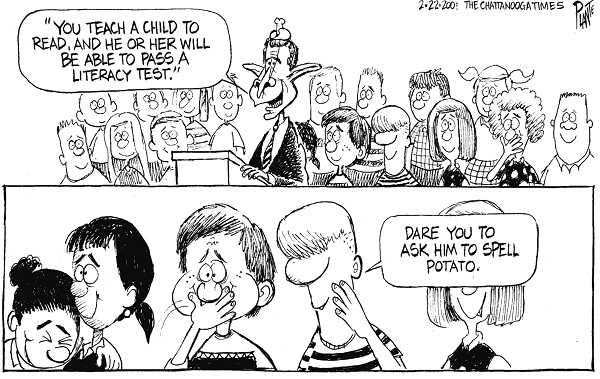 2·22·2001 THE CHATTANOOGA TIMES
PLANTE
"YOU TEACH A CHILD TO
READ, AND HE OR HER WILL
BE ABLE TO PASS A
LITERACY TEST."
DARE YOU TO
ASK HIM TO SPELL
POTATO.